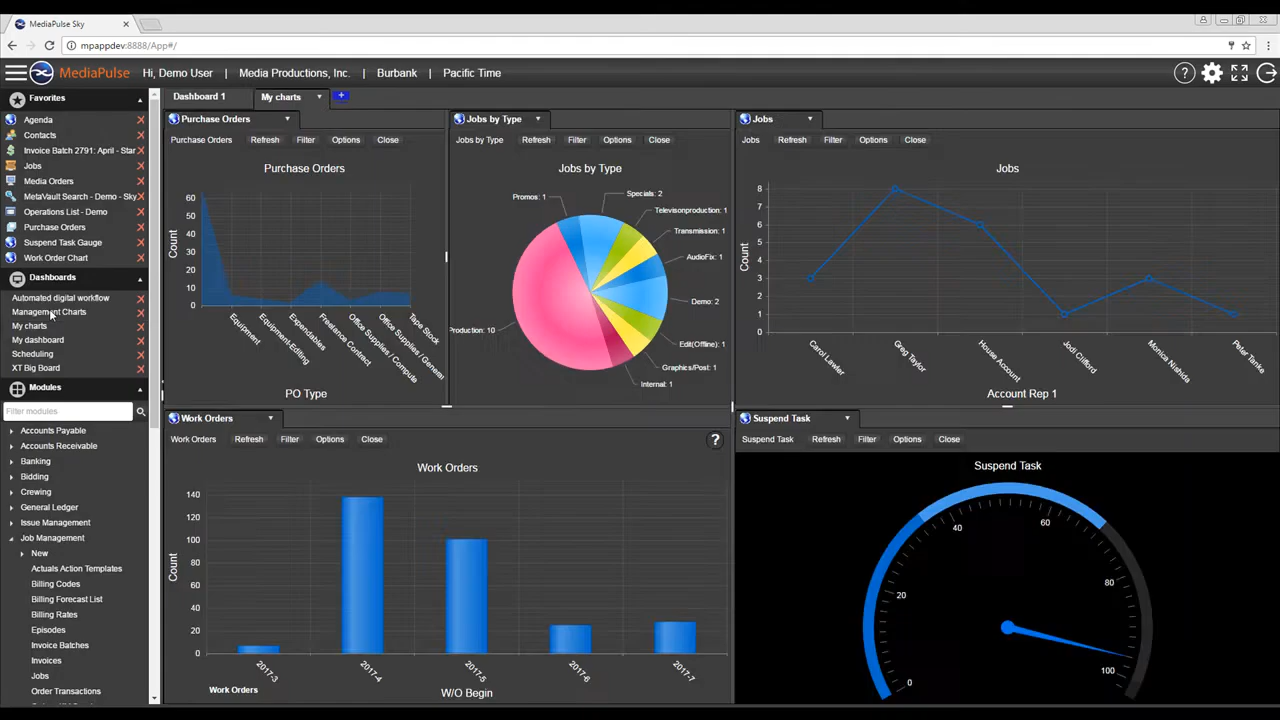 MediaPulse Sky
mpappdev:8888/App#/
MediaPulse Hi, Demo User | Media Productions, Inc. | Burbank | Pacific Time
Favorites
Agenda
Contacts
Invoice Batch 2791: April - Star
Jobs
Media Orders
MetaVault Search - Demo - Sky
Operations List - Demo
Purchase Orders
Suspend Task Gauge
Work Order Chart
Dashboards
Automated digital workflow
Management Charts
My charts
My dashboard
Scheduling
XT Big Board
Modules
Filter modules
Accounts Payable
Accounts Receivable
Banking
Bidding
Crewing
General Ledger
Issue Management
Job Management
New
Actuals Action Templates
Billing Codes
Billing Forecast List
Billing Rates
Episodes
Invoice Batches
Invoices
Jobs
Order Transactions
Dashboard 1 My charts
Purchase Orders
Purchase Orders Refresh Filter Options Close
Purchase Orders
Count
60
50
40
30
20
10
0
Equipment
Equipment-Editing
Expendables
Freelance Contract
Office Supplies / Compute
Office Supplies / General
Tape Stock
PO Type
Jobs by Type
Jobs by Type Refresh Filter Options Close
Jobs by Type
Promos: 1
Specials: 2
Televisonproduction: 1
Transmission: 1
AudioFix: 1
Demo: 2
Edit(Offline): 1
Graphics/Post: 1
Internal: 1
Production: 10
Jobs
Jobs Refresh Filter Options Close
Jobs
Count
8
7
6
5
4
3
2
1
0
Carol Lawler
Greg Taylor
House Account
Jodi Clifford
Monica Nishida
Peter Tanke
Account Rep 1
Work Orders
Work Orders Refresh Filter Options Close
?
Work Orders
Count
140
120
100
80
60
40
20
0
2017-3
2017-4
2017-5
2017-6
2017-7
Work Orders
W/O Begin
Suspend Task
Suspend Task Refresh Filter Options Close
Suspend Task
0
20
40
60
80
100